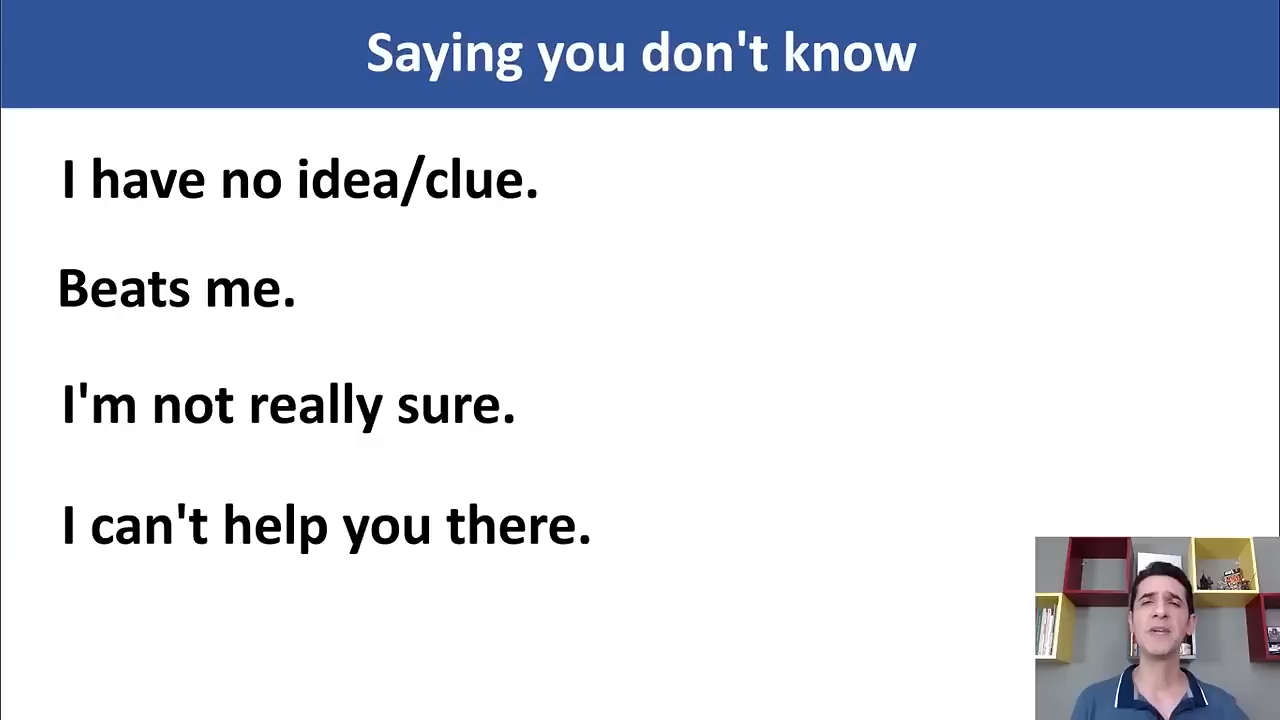 Saying you don't know
I have no idea/clue.
Beats me.
I'm not really sure.
I can't help you there.